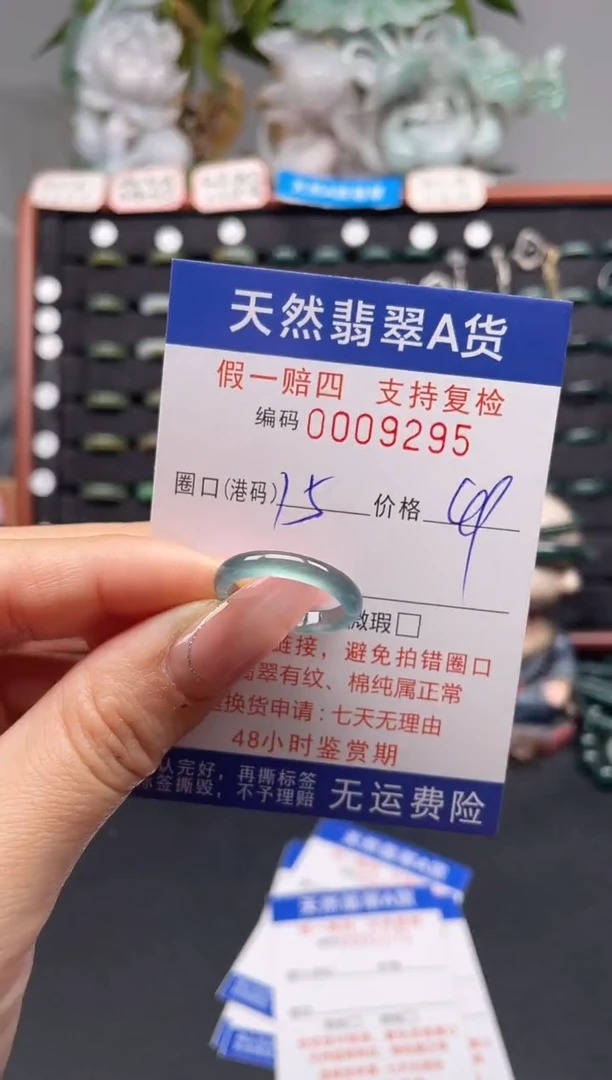 天然翡翠A货
假一赔四 支持复检
编码 0009295
圈口(港码) 15 价格
微瑕□
链接，避免拍错圈口
翡翠有纹、棉纯属正常
换货申请：七天无理由
48小时鉴赏期
认完好，再撕标签
标签撕毁，不予理赔 无运费险